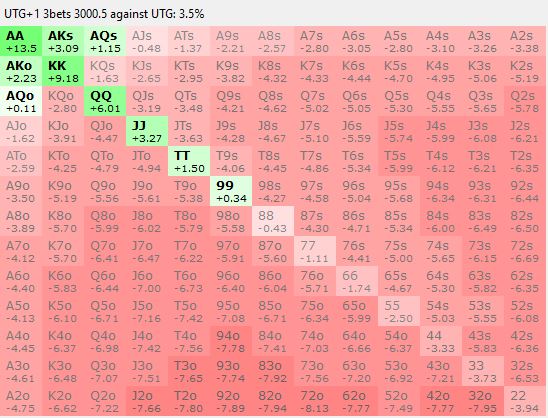 UTG+1 3bets 3000.5 against UTG: 3.5%
AA AKs AQs AJs ATs A9s A8s A7s A6s A5s A4s A3s A2s
+13.5 +3.09 +1.15 -0.48 -1.37 -2.21 -2.57 -2.91 -3.05 -2.80 -3.10 -3.26 -3.38
AKo KK KQs KJs KTs K9s K8s K7s K6s K5s K4s K3s K2s
+2.23 +9.18 -1.63 -2.65 -2.95 -3.82 -4.32 -4.33 -4.44 -4.70 -4.95 -5.06 -5.19
AQo KQo QQ QJs QTs Q9s Q8s Q7s Q6s Q5s Q4s Q3s Q2s
+0.11 -2.80 +6.01 -3.19 -3.48 -4.21 -4.62 -5.02 -5.05 -5.30 -5.55 -5.65 -5.78
AJo KJo QJo JJ JTs J9s J8s J7s J6s J5s J4s J3s J2s
-1.62 -3.91 -4.47 +3.27 -3.63 -4.28 -4.67 -5.10 -5.59 -5.74 -5.99 -6.08 -6.21
ATo KTo QTo JTo TT T9s T8s T7s T6s T5s T4s T3s T2s
-2.59 -4.25 -4.79 -4.94 +1.50 -4.06 -4.45 -4.86 -5.34 -5.99 -6.12 -6.21 -6.35
A9o K9o Q9o J9o T9o 99 98s 97s 96s 95s 94s 93s 92s
-3.50 -5.19 -5.56 -5.61 -5.38 +0.34 -4.27 -4.58 -5.04 -5.68 -6.34 -6.31 -6.44
A8o K8o Q8o J8o T8o 98o 88 87s 86s 85s 84s 83s 82s
-3.89 -5.70 -5.99 -6.02 -5.79 -5.58 -0.43 -4.30 -4.71 -5.34 -6.00 -6.49 -6.50
A7o K7o Q7o J7o T7o 97o 87o 77 76s 75s 74s 73s 72s
-4.12 -5.70 -6.41 -6.47 -6.22 -5.91 -5.60 -1.11 -4.41 -5.00 -5.65 -6.15 -6.69
A6o K6o Q6o J6o T6o 96o 86o 76o 66 65s 64s 63s 62s
-4.40 -5.83 -6.44 -7.00 -6.73 -6.40 -6.04 -5.71 -1.74 -4.67 -5.30 -5.82 -6.35
A5o K5o Q5o J5o T5o 95o 85o 75o 65o 55 54s 53s 52s
-4.13 -6.10 -6.71 -7.16 -7.42 -7.08 -6.71 -6.34 -5.99 -2.50 -5.03 -5.55 -6.08
A4o K4o Q4o J4o T4o 94o 84o 74o 64o 54o 44 43s 42s
-4.45 -6.37 -6.98 -7.42 -7.56 -7.78 -7.41 -7.03 -6.66 -6.37 -3.33 -5.83 -6.36
A3o K3o Q3o J3o T3o 93o 83o 73o 63o 53o 43o 33 32s
-4.61 -6.48 -7.07 -7.51 -7.65 -7.74 -7.92 -7.56 -7.20 -6.92 -7.21 -3.73 -6.53
A2o K2o Q2o J2o T2o 92o 82o 72o 62o 52o 42o 32o 22
-4.75 -6.62 -7.22 -7.66 -7.80 -7.89 -7.94 -8.13 -7.77 -7.49 -7.77 -7.95 -3.94